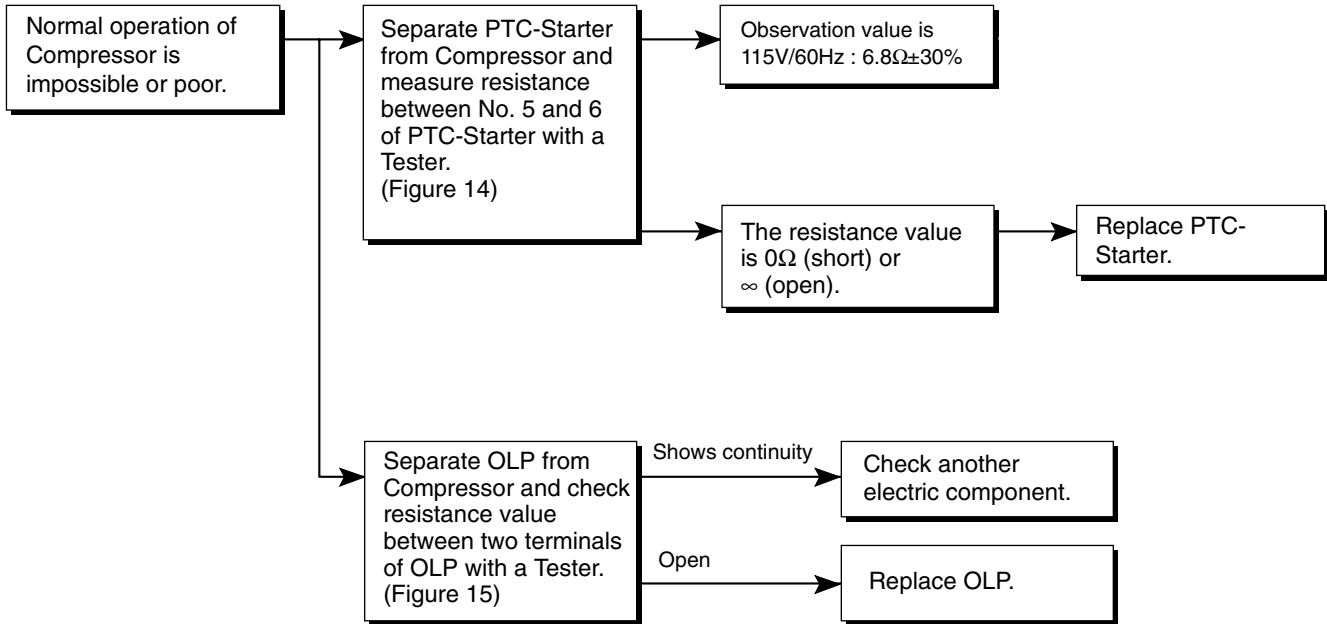 Normal operation of
Compressor is
impossible or poor.
Separate PTC-Starter
from Compressor and
measure resistance
between No. 5 and 6
of PTC-Starter with a
Tester.
(Figure 14)
Observation value is
115V/60Hz : 6.8Ω±30%
The resistance value
is 0Ω (short) or
∞ (open).
Replace PTC-
Starter.
Separate OLP from
Compressor and check
resistance value
between two terminals
of OLP with a Tester.
(Figure 15)
Shows continuity
Check another
electric component.
Open
Replace OLP.